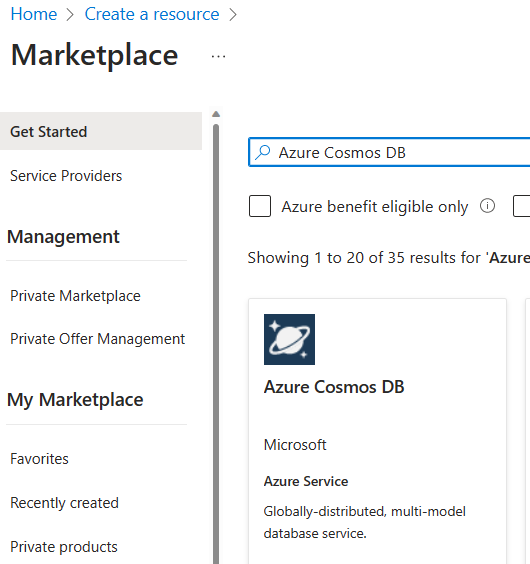 Home > Create a resource >
Marketplace ...
Get Started
Service Providers
Management
Private Marketplace
Private Offer Management
My Marketplace
Favorites
Recently created
Private products
Azure Cosmos DB
Azure benefit eligible only
Showing 1 to 20 of 35 results for 'Azure
Azure Cosmos DB
Microsoft
Azure Service
Globally-distributed, multi-model
database service.